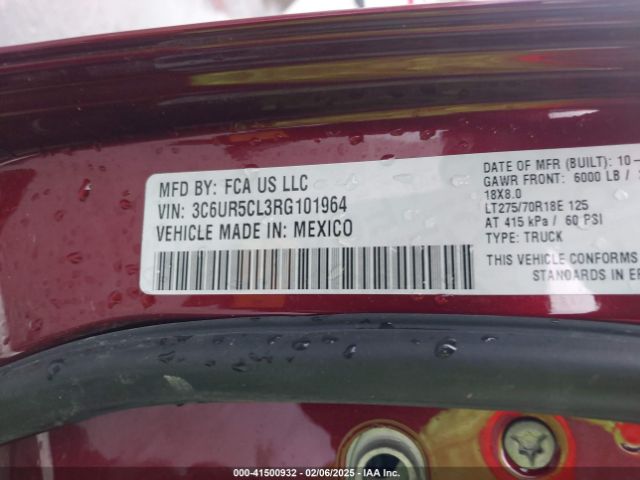 MFD BY: FCA US LLC
VIN: 3C6UR5CL3RG101964
VEHICLE MADE IN: MEXICO
DATE OF MFR (BUILT): 10-
GAWR FRONT: 6000 LB /
18X8.0
LT275/70R18E 125
AT 415 kPa / 60 PSI
TYPE: TRUCK
THIS VEHICLE CONFORMS
STANDARDS IN
000-41500932 - 02/06/2025 - IAA Inc.